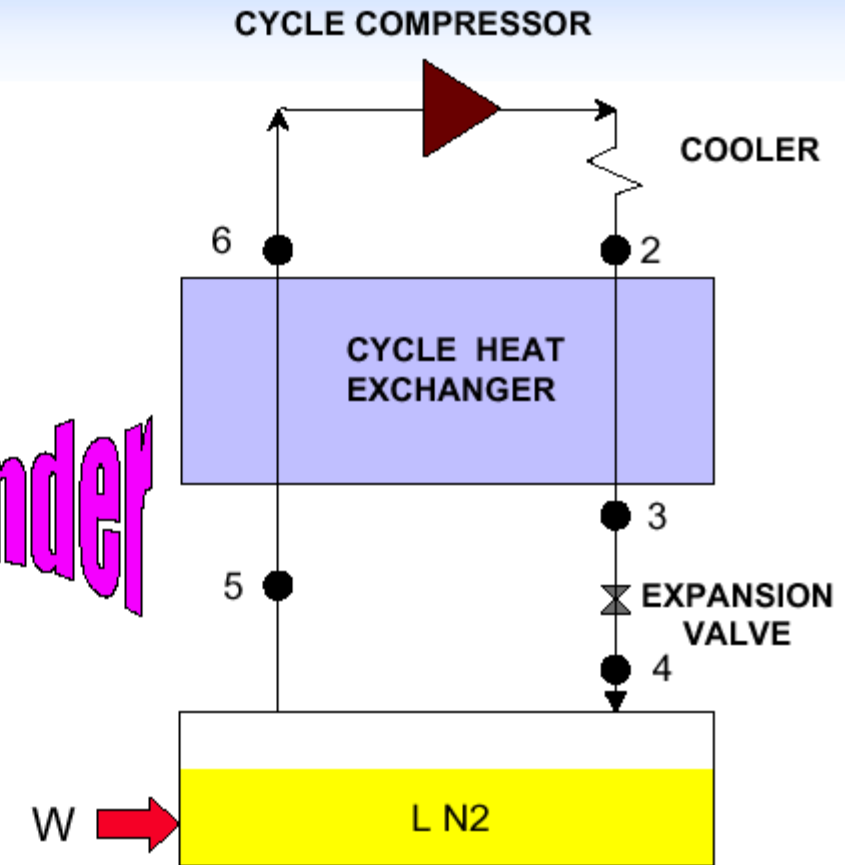 CYCLE COMPRESSOR
COOLER
6
2
CYCLE HEAT
EXCHANGER
3
5
EXPANSION
VALVE
4
W
L N2